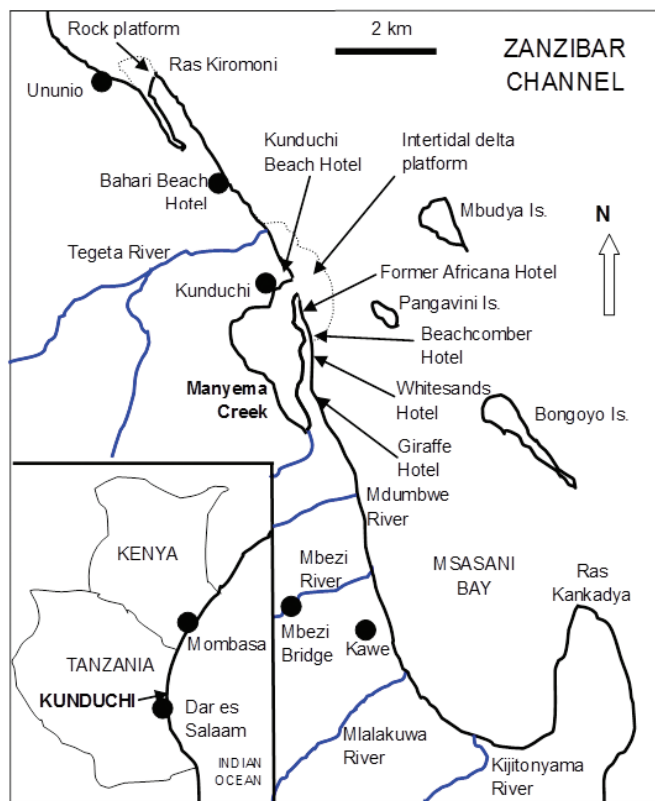 Rock platform
2 km
ZANZIBAR
CHANNEL
Ras Kiromoni
Ununio
Kunduchi
Beach Hotel
Intertidal delta
platform
Bahari Beach
Hotel
Mbudya Is.
N
Tegeta River
Former Africana Hotel
Kunduchi
Pangavini Is.
Beachcomber
Hotel
Manyema
Creek
Whitesands
Hotel
Bongoyo Is.
Giraffe
Hotel
Mdumbwe
River
KENYA
Mbezi
River
MSASANI
BAY
Ras
Kankadya
Mombasa
Mbezi
Bridge
Kawe
TANZANIA
KUNDUCHI
Dar es
Salaam
INDIAN
OCEAN
Mlalakuwa
River
Kijitonyama
River